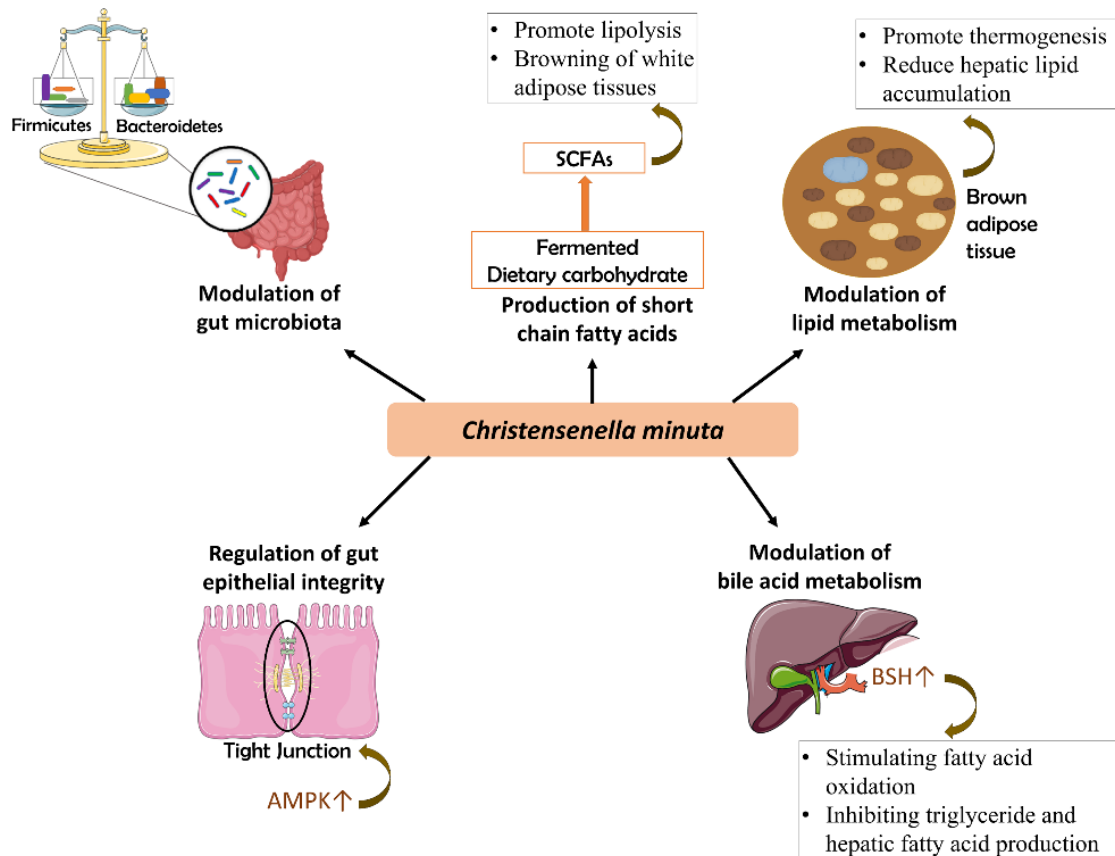 Firmicutes
Bacteroidetes
Modulation of
gut microbiota
• Promote lipolysis
• Browning of white
adipose tissues
SCFAs
Fermented
Dietary carbohydrate
Production of short
chain fatty acids
• Promote thermogenesis
• Reduce hepatic lipid
accumulation
Brown
adipose
tissue
Modulation of
lipid metabolism
Christensenella minuta
Regulation of gut
epithelial integrity
Tight Junction
AMPK↑
Modulation of
bile acid metabolism
BSH↑
• Stimulating fatty acid
oxidation
• Inhibiting triglyceride and
hepatic fatty acid production